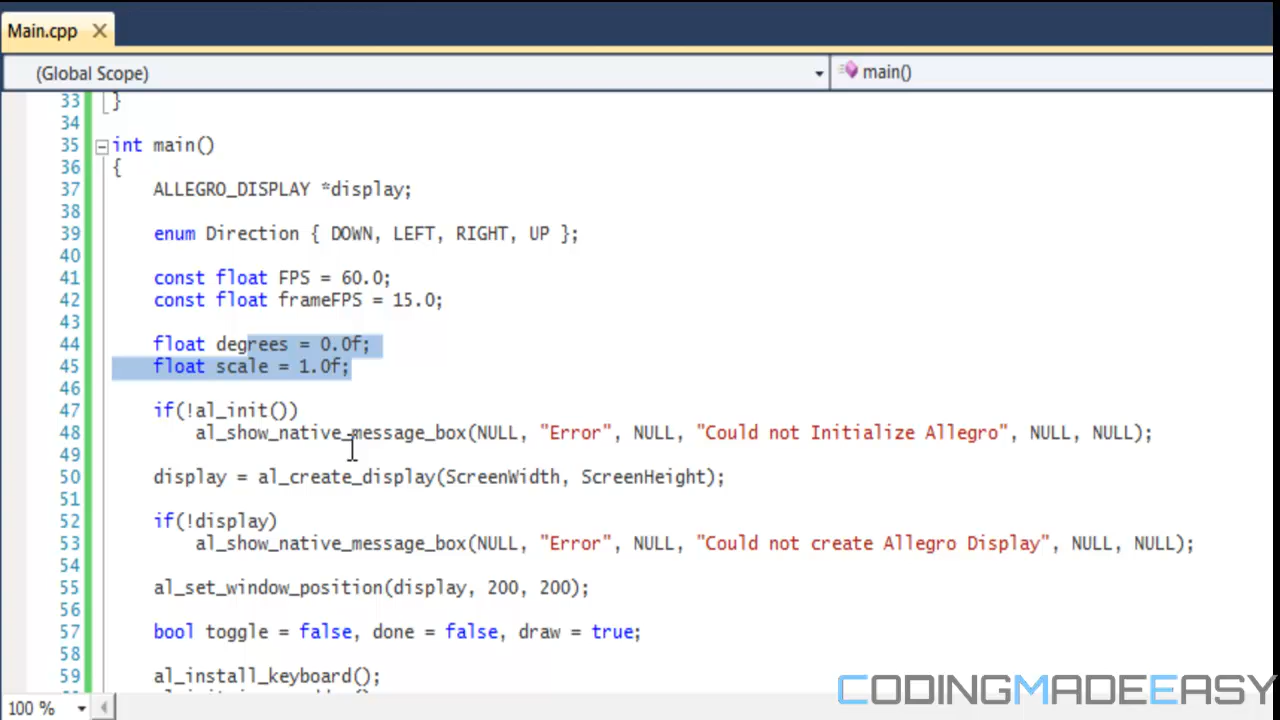 Main.cpp
(Global Scope)
main()
33 }
34
35 int main()
36 {
37 ALLEGRO_DISPLAY *display;
38
39 enum Direction { DOWN, LEFT, RIGHT, UP };
40
41 const float FPS = 60.0;
42 const float frameFPS = 15.0;
43
44 float degrees = 0.0f;
45 float scale = 1.0f;
46
47 if(!al_init())
48 al_show_native_message_box(NULL, "Error", NULL, "Could not Initialize Allegro", NULL, NULL);
49
50 display = al_create_display(ScreenWidth, ScreenHeight);
51
52 if(!display)
53 al_show_native_message_box(NULL, "Error", NULL, "Could not create Allegro Display", NULL, NULL);
54
55 al_set_window_position(display, 200, 200);
56
57 bool toggle = false, done = false, draw = true;
58
59 al_install_keyboard();
100 %
CODINGMADEEASY